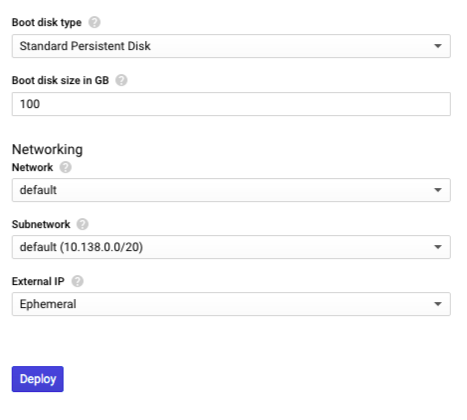 Boot disk type ?
Standard Persistent Disk
Boot disk size in GB ?
100
Networking
Network ?
default
Subnetwork ?
default (10.138.0.0/20)
External IP ?
Ephemeral
Deploy